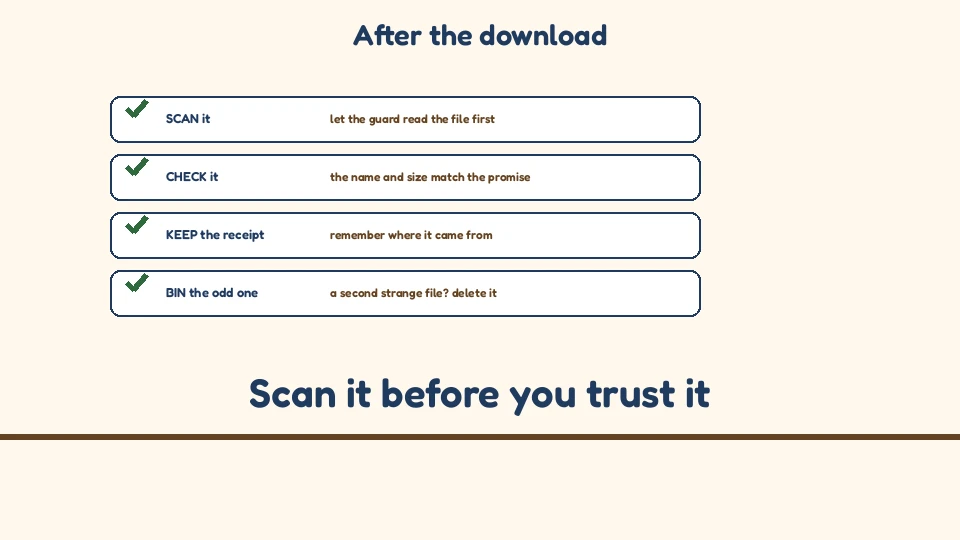 After the download
SCAN it let the guard read the file first
CHECK it the name and size match the promise
KEEP the receipt remember where it came from
BIN the odd one a second strange file? delete it
Scan it before you trust it